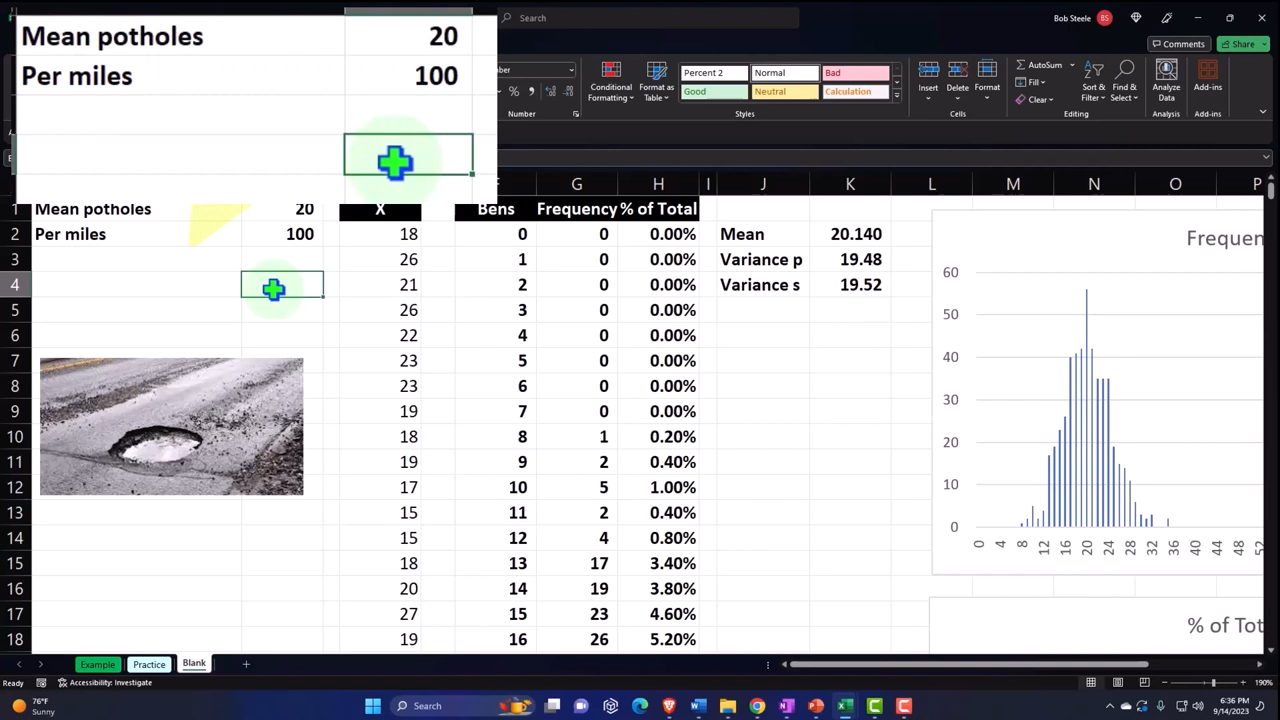 Mean potholes 20
Per miles 100
Search
Bob Steele BS
Comments
Share
Number
Conditional Formatting
Format as Table
Percent 2 Normal Bad
Good Neutral Calculation
Styles
Insert Delete Format
Cells
AutoSum
Fill
Clear
Sort & Filter
Find & Select
Editing
Analyze Data
Analysis
Add-ins
Add-ins
F G H I J K L M N O P
1 Mean potholes 20 X Bens Frequency % of Total
2 Per miles 100 18 0 0 0.00% Mean 20.140
3 26 1 0 0.00% Variance p 19.48
4 21 2 0 0.00% Variance s 19.52
5 26 3 0 0.00%
6 22 4 0 0.00%
7 23 5 0 0.00%
8 23 6 0 0.00%
9 19 7 0 0.00%
10 18 8 1 0.20%
11 19 9 2 0.40%
12 17 10 5 1.00%
13 15 11 2 0.40%
14 15 12 4 0.80%
15 18 13 17 3.40%
16 20 14 19 3.80%
17 27 15 23 4.60%
18 19 16 26 5.20%
Frequen
60
50
40
30
20
10
0
0 4 8 12 16 20 24 28 32 36 40 44 48 52
% of Tot
Example Practice Blank
Ready
Accessibility: Investigate
190%
76°F
Sunny
Search
6:36 PM
9/14/2023